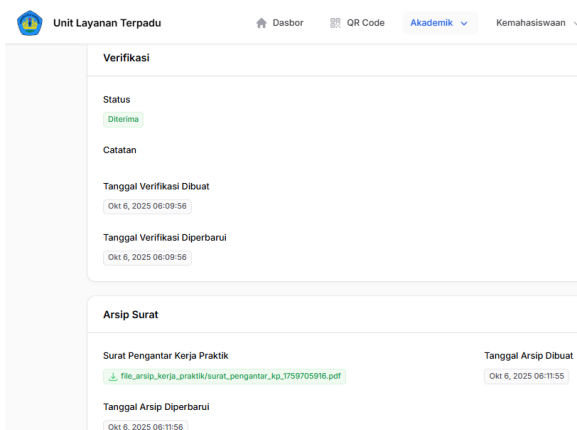 Unit Layanan Terpadu
Dasbor
QR Code
Akademik
Kemahasiswaan
Verifikasi
Status
Diterima
Catatan
Tanggal Verifikasi Dibuat
Okt 6, 2025 06:09:56
Tanggal Verifikasi Diperbarui
Okt 6, 2025 06:09:56
Arsip Surat
Surat Pengantar Kerja Praktik
file_arsip_kerja_praktik/surat_pengantar_kp_1759705916.pdf
Tanggal Arsip Dibuat
Okt 6, 2025 06:11:55
Tanggal Arsip Diperbarui
Okt 6, 2025 06:11:56